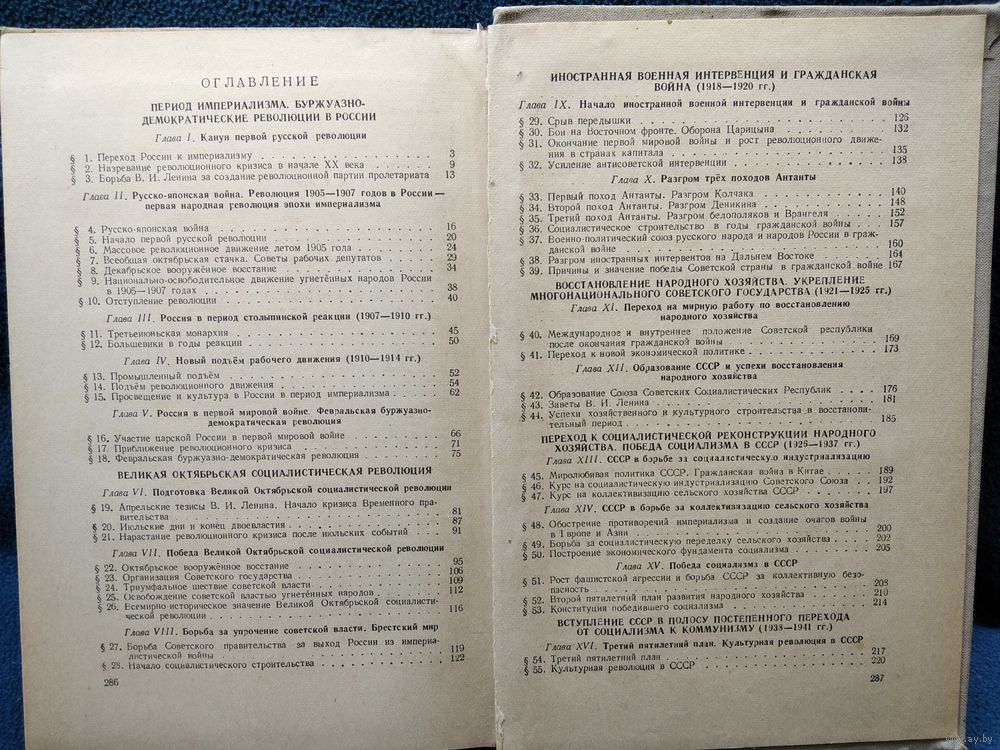 ОГЛАВЛЕНИЕ
ПЕРИОД ИМПЕРИАЛИЗМА. БУРЖУАЗНО-
ДЕМОКРАТИЧЕСКИЕ РЕВОЛЮЦИИ В РОССИИ
Глава I. Канун первой русской революции
§ 1. Переход России к империализму . . . 3
§ 2. Назревание революционного кризиса в начале XX века . . . 9
§ 3. Борьба В. И. Ленина за создание революционной партии пролетариата 13
Глава II. Русско-японская война. Революция 1905—1907 годов в России —
первая народная революция эпохи империализма
§ 4. Русско-японская война . . . 16
§ 5. Начало первой русской революции . . . 20
§ 6. Массовое революционное движение летом 1905 года . . . 24
§ 7. Всеобщая октябрьская стачка. Советы рабочих депутатов . . . 29
§ 8. Декабрьское вооружённое восстание . . . 34
§ 9. Национально-освободительное движение угнетённых народов России
в 1905—1907 годах . . . 38
§ 10. Отступление революции . . . 40
Глава III. Россия в период столыпинской реакции (1907—1910 гг.)
§ 11. Третьеиюньская монархия . . . 45
§ 12. Большевики в годы реакции . . . 50
Глава IV. Новый подъём рабочего движения (1910—1914 гг.)
§ 13. Промышленный подъём . . . 52
§ 14. Подъём революционного движения . . . 54
§ 15. Просвещение и культура в России в период империализма . . . 62
Глава V. Россия в первой мировой войне. Февральская буржуазно-
демократическая революция
§ 16. Участие царской России в первой мировой войне . . . 66
§ 17. Приближение революционного кризиса . . . 71
§ 18. Февральская буржуазно-демократическая революция . . . 75
ВЕЛИКАЯ ОКТЯБРЬСКАЯ СОЦИАЛИСТИЧЕСКАЯ РЕВОЛЮЦИЯ
Глава VI. Подготовка Великой Октябрьской социалистической революции
§ 19. Апрельские тезисы В. И. Ленина. Начало кризиса Временного пра-
вительства . . . 81
§ 20. Июльские дни и конец двоевластия . . . 87
§ 21. Нарастание революционного кризиса после июльских событий . . . 91
Глава VII. Победа Великой Октябрьской социалистической революции
§ 22. Октябрьское вооружённое восстание . . . 95
§ 23. Организация Советского государства . . . 106
§ 24. Триумфальное шествие советской власти . . . 109
§ 25. Освобождение советской властью угнетённых народов . . . 112
§ 26. Всемирно историческое значение Великой Октябрьской социалисти-
ческой революции . . . 116
Глава VIII. Борьба за упрочение советской власти. Брестский мир
§ 27. Борьба Советского правительства за выход России из империа-
листической войны . . . 119
§ 28. Начало социалистического строительства . . . 122
286
ИНОСТРАННАЯ ВОЕННАЯ ИНТЕРВЕНЦИЯ И ГРАЖДАНСКАЯ
ВОЙНА (1918—1920 гг.)
Глава IX. Начало иностранной военной интервенции и гражданской войны
§ 29. Срыв передышки . . . 126
§ 30. Бои на Восточном фронте. Оборона Царицына . . . 132
§ 31. Окончание первой мировой войны и рост революционного движе-
ния в странах капитала . . . 135
§ 32. Усиление антисоветской интервенции . . . 138
Глава X. Разгром трёх походов Антанты
§ 33. Первый поход Антанты. Разгром Колчака . . . 140
§ 34. Второй поход Антанты. Разгром Деникина . . . 148
§ 35. Третий поход Антанты. Разгром белополяков и Врангеля . . . 152
§ 36. Социалистическое строительство в годы гражданской войны . . . 157
§ 37. Военно-политический союз русского народа и народов России в граж-
данской войне . . . 160
§ 38. Разгром иностранных интервентов на Дальнем Востоке . . . 164
§ 39. Причины и значение победы Советской страны в гражданской войне 167
ВОССТАНОВЛЕНИЕ НАРОДНОГО ХОЗЯЙСТВА. УКРЕПЛЕНИЕ
МНОГОНАЦИОНАЛЬНОГО СОВЕТСКОГО ГОСУДАРСТВА (1921—1925 гг.)
Глава XI. Переход на мирную работу по восстановлению
народного хозяйства
§ 40. Международное и внутреннее положение Советской республики
после окончания гражданской войны . . . 169
§ 41. Переход к новой экономической политике . . . 173
Глава XII. Образование СССР и успехи восстановления
народного хозяйства
§ 42. Образование Союза Советских Социалистических Республик . . . 176
§ 43. Заветы В. И. Ленина . . . 181
§ 44. Успехи хозяйственного и культурного строительства в восстанови-
тельный период . . . 185
ПЕРЕХОД К СОЦИАЛИСТИЧЕСКОЙ РЕКОНСТРУКЦИИ НАРОДНОГО
ХОЗЯЙСТВА. ПОБЕДА СОЦИАЛИЗМА В СССР (1926—1937 гг.)
Глава XIII. СССР в борьбе за социалистическую индустриализацию
§ 45. Миролюбивая политика СССР. Гражданская война в Китае . . . 189
§ 46. Курс на социалистическую индустриализацию Советского Союза . . . 192
§ 47. Курс на коллективизацию сельского хозяйства СССР . . . 197
Глава XIV. СССР в борьбе за коллективизацию сельского хозяйства
§ 48. Обострение противоречий империализма и создание очагов войны
в Европе и Азии . . . 200
§ 49. Борьба за социалистическую переделку сельского хозяйства . . . 202
§ 50. Построение экономического фундамента социализма . . . 205
Глава XV. Победа социализма в СССР
§ 51. Рост фашистской агрессии и борьба СССР за коллективную безо-
пасность . . . 208
§ 52. Второй пятилетний план развития народного хозяйства . . . 210
§ 53. Конституция победившего социализма . . . 214
ВСТУПЛЕНИЕ СССР В ПОЛОСУ ПОСТЕПЕННОГО ПЕРЕХОДА
ОТ СОЦИАЛИЗМА К КОММУНИЗМУ (1938—1941 гг.)
Глава XVI. Третий пятилетний план. Культурная революция в СССР
§ 54. Третий пятилетний план . . . 217
§ 55. Культурная революция в СССР . . . 220
287